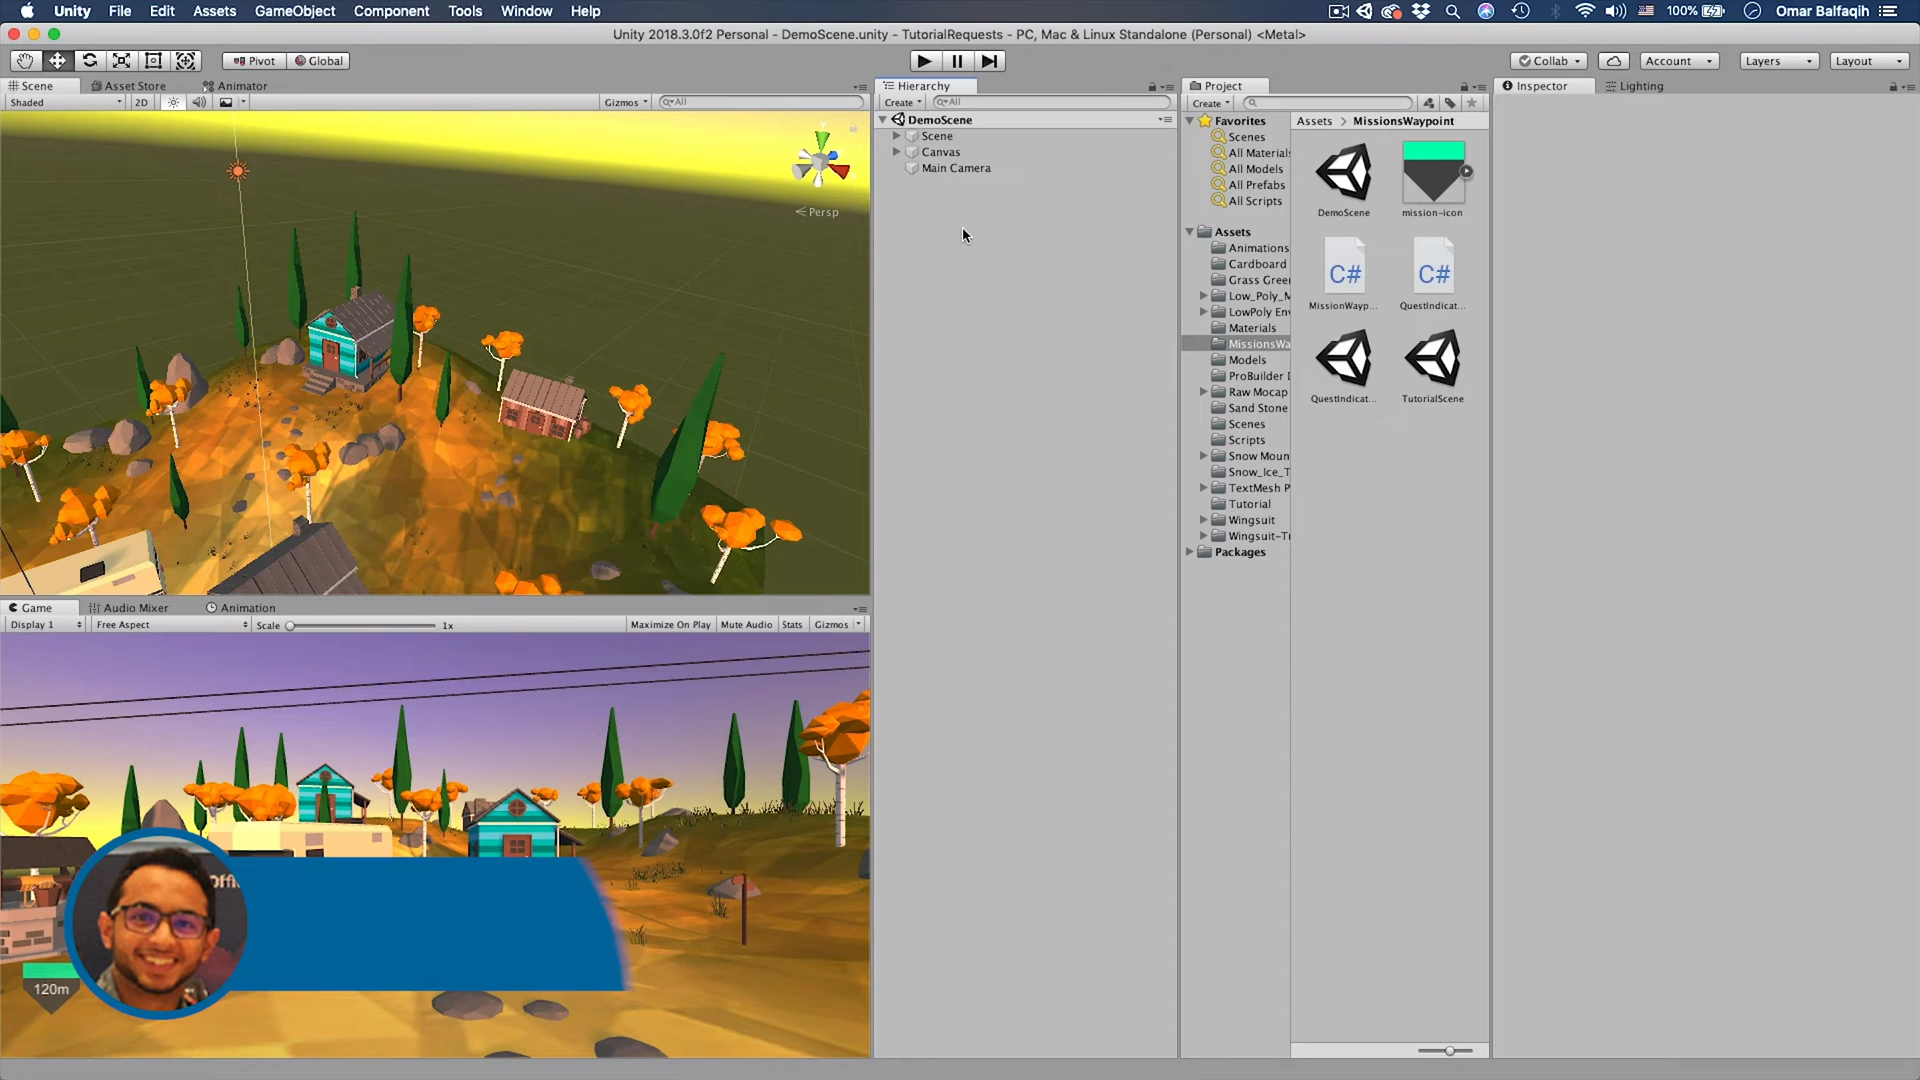 Unity File Edit Assets GameObject Component Tools Window Help 100% Omar Balfaqih
Unity 2018.3.0f2 Personal - DemoScene.unity - TutorialRequests - PC, Mac & Linux Standalone (Personal) <Metal>
Pivot Global Collab Account Layers Layout
Scene Asset Store Animator
Shaded 2D Gizmos All
y
Persp
Game Audio Mixer Animation
Display 1 Free Aspect Scale 1x Maximize On Play Mute Audio Stats Gizmos
Offi
120m
Hierarchy
Create All
DemoScene
Scene
Canvas
Main Camera
Project
Create
Favorites
Scenes
All Materials
All Models
All Prefabs
All Scripts
Assets
Animations
Cardboard
Grass Gree
Low_Poly_M
LowPoly Env
Materials
MissionsWa
Models
ProBuilder D
Raw Mocap
Sand Stone
Scenes
Scripts
Snow Moun
Snow_Ice_T
TextMesh P
Tutorial
Wingsuit
Wingsuit-Tr
Packages
Assets > MissionsWaypoint
DemoScene mission-icon
C# C#
MissionWayp... QuestIndicat...
QuestIndicat... TutorialScene
Inspector Lighting